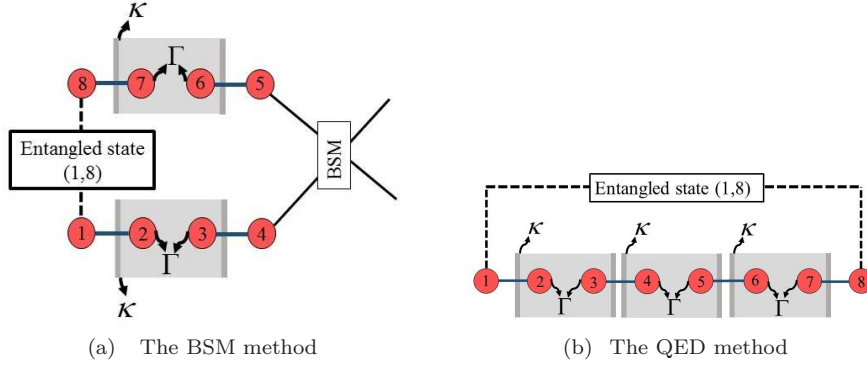 κ
Γ
8 7 6 5
Entangled state
(1,8)
BSM
1 2 3 4
Γ
κ
(a) The BSM method
Entangled state (1,8)
κ κ κ
1 2 3 4 5 6 7 8
Γ Γ Γ
(b) The QED method